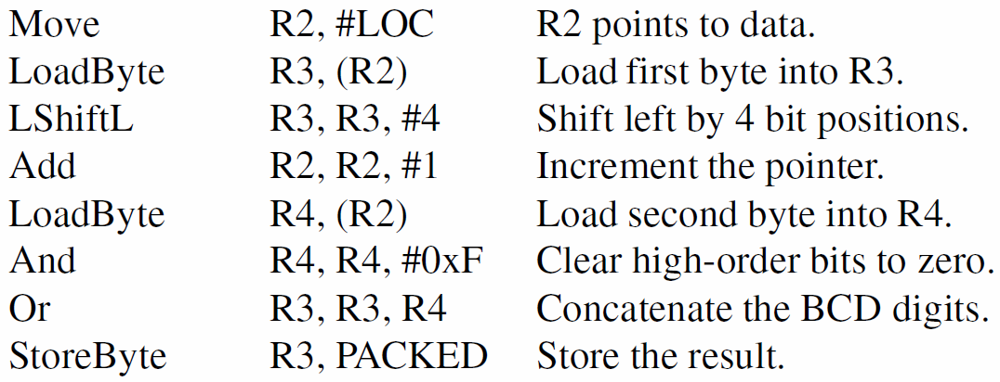 Move R2, #LOC R2 points to data.
LoadByte R3, (R2) Load first byte into R3.
LShiftL R3, R3, #4 Shift left by 4 bit positions.
Add R2, R2, #1 Increment the pointer.
LoadByte R4, (R2) Load second byte into R4.
And R4, R4, #0xF Clear high-order bits to zero.
Or R3, R3, R4 Concatenate the BCD digits.
StoreByte R3, PACKED Store the result.